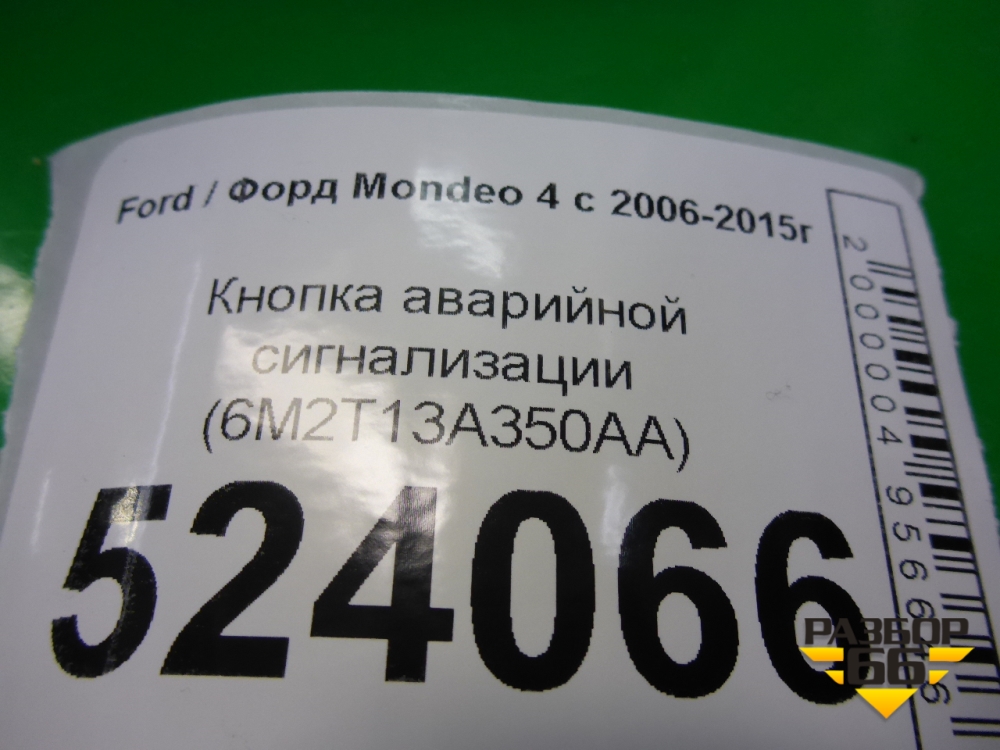 Ford / Форд Mondeo 4 с 2006-2015г
Кнопка аварийной
сигнализации
(6M2T13A350AA)
524066
РАЗБОР
66